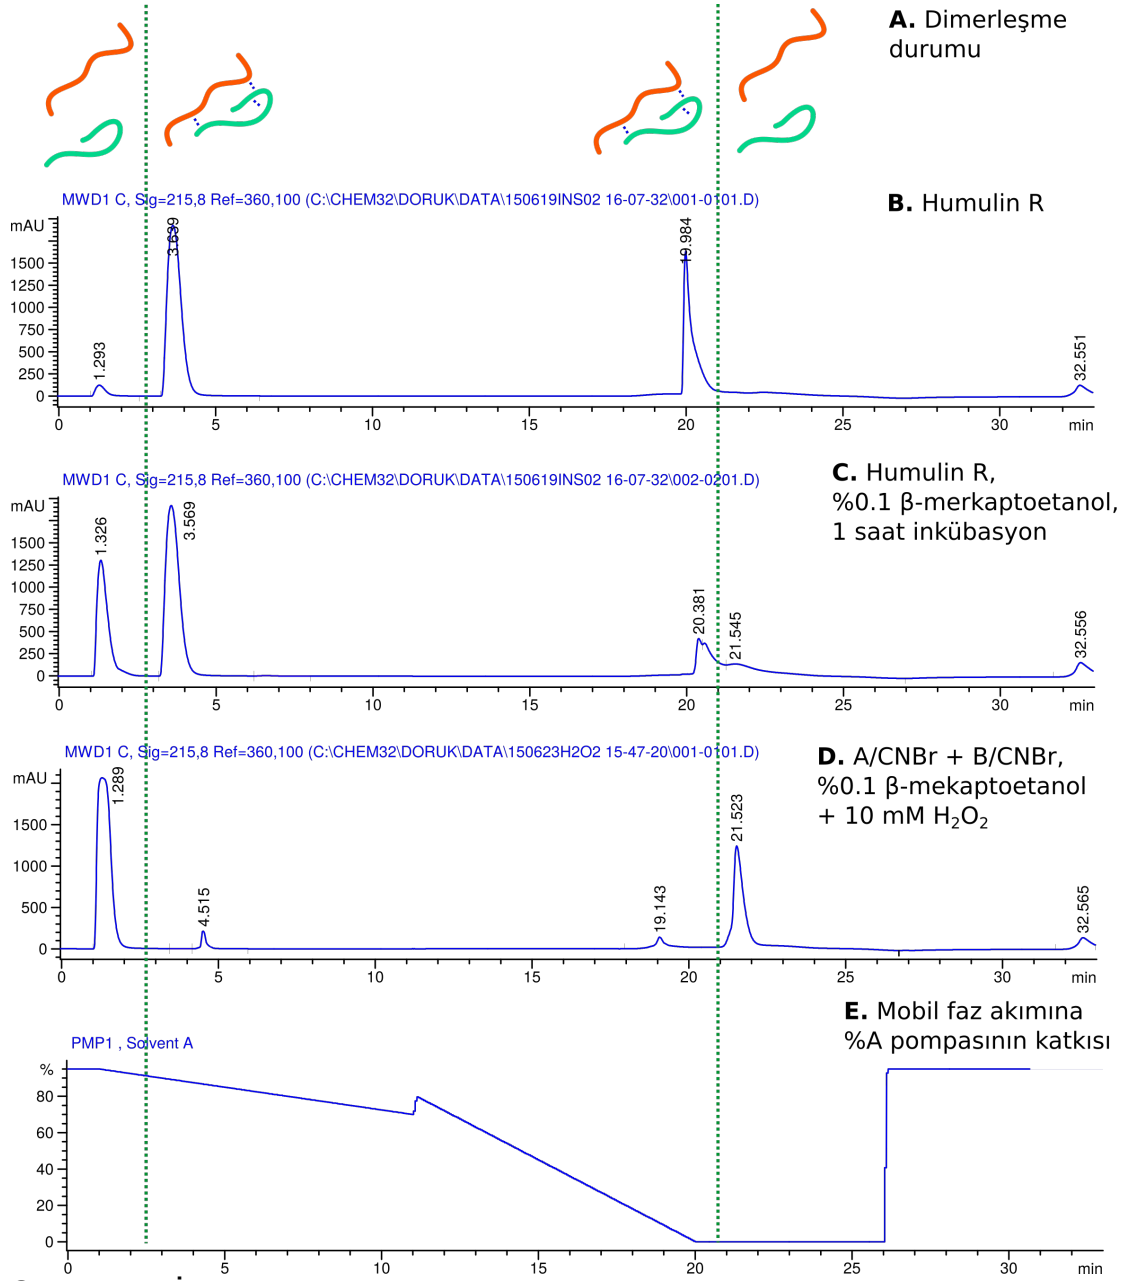 A. Dimerleşme
durumu
MWD1 C, Sig=215,8 Ref=360,100 (C:\CHEM32\DORUK\DATA\150619INS02 16-07-32\001-0101.D)
B. Humulin R
mAU
1500
1250
1000
750
500
250
0
1.293
3.639
19.984
32.551
0 5 10 15 20 25 30 min
MWD1 C, Sig=215,8 Ref=360,100 (C:\CHEM32\DORUK\DATA\150619INS02 16-07-32\002-0201.D)
C. Humulin R,
%0.1 β-merkaptoetanol,
1 saat inkübasyon
mAU
1500
1250
1000
750
500
250
0
1.326
3.569
20.381
21.545
32.556
0 5 10 15 20 25 30 min
MWD1 C, Sig=215,8 Ref=360,100 (C:\CHEM32\DORUK\DATA\150623H2O2 15-47-20\001-0101.D)
D. A/CNBr + B/CNBr,
%0.1 β-mekaptoetanol
+ 10 mM H₂O₂
mAU
1500
1000
500
0
1.289
4.515
19.143
21.523
32.565
0 5 10 15 20 25 30 min
E. Mobil faz akımına
%A pompasının katkısı
PMP1 , Solvent A
%
80
60
40
20
0
0 5 10 15 20 25 30 min